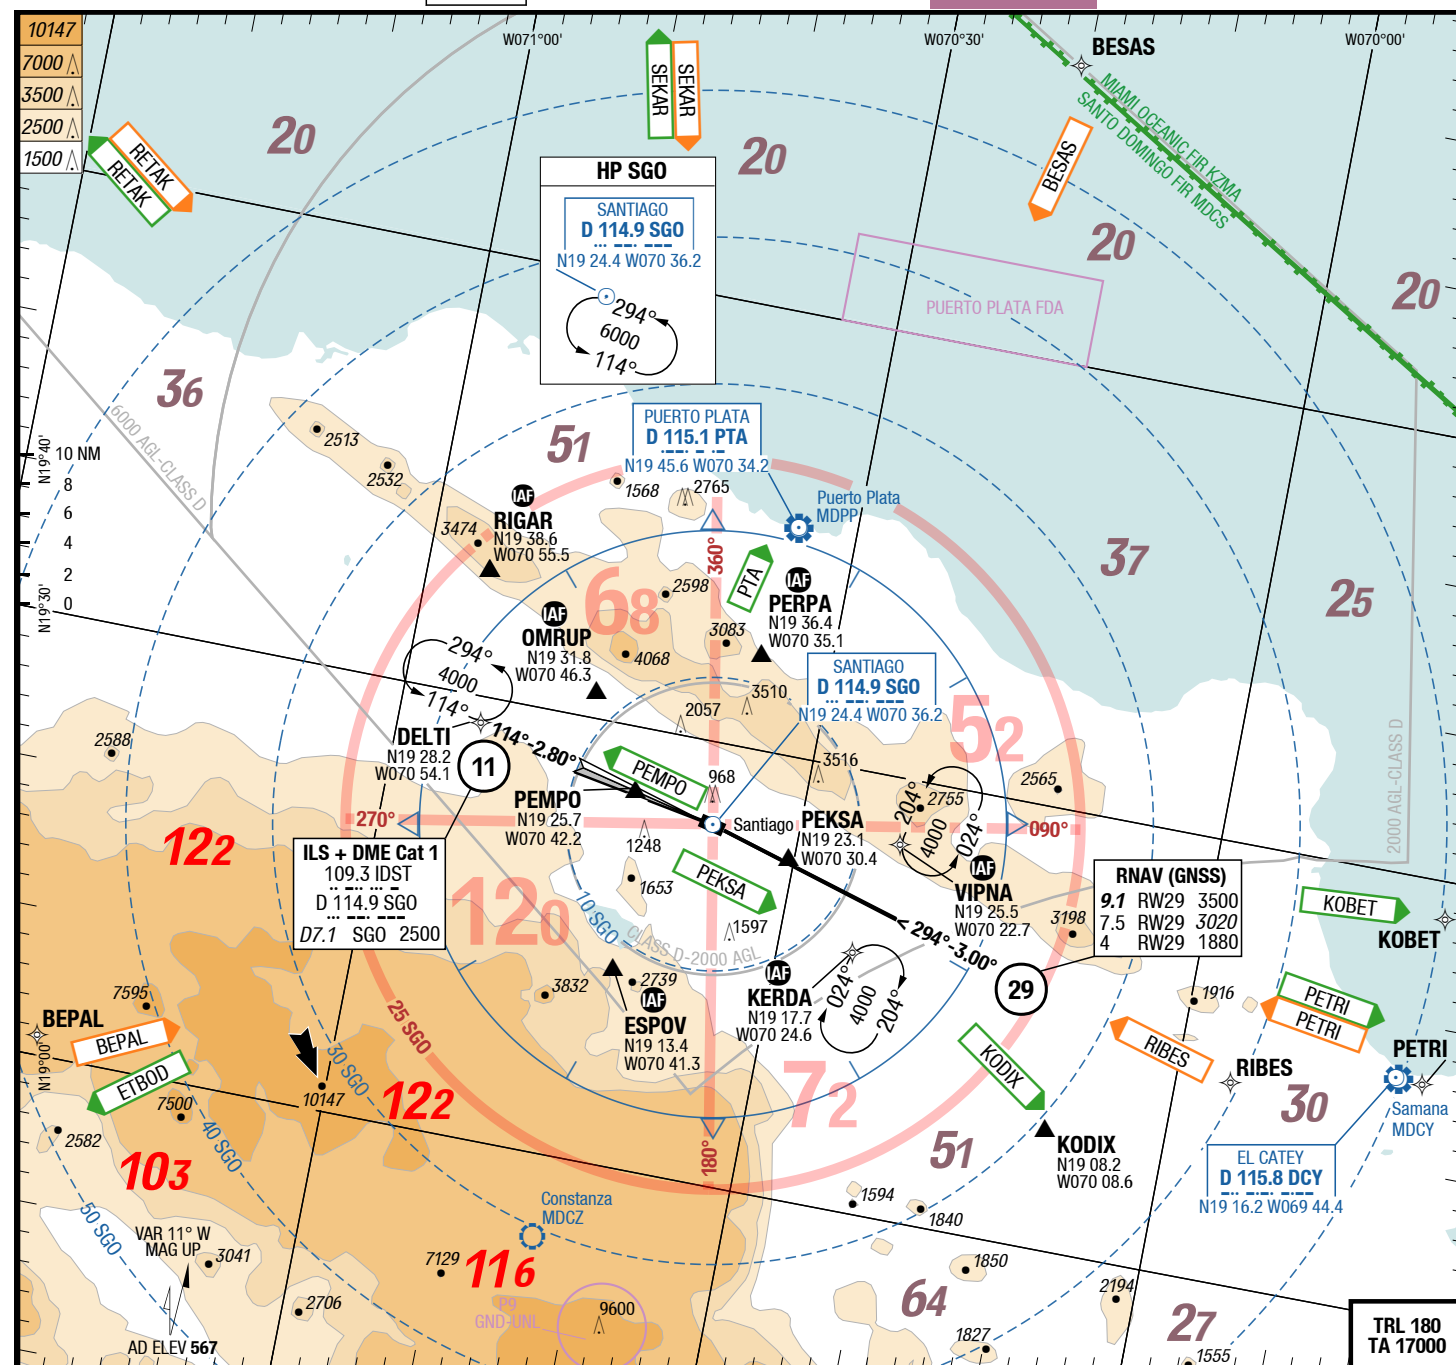 10147
7000
3500
2500
1500
W071°00'
W070°30'
W070°00'
BESAS
MIAMI OCEANIC FIR KZMA
SANTO DOMINGO FIR MDCS
SEKAR
SEKAR
RETAK
RETAK
BESAS
20
20
20
20
HP SGO
SANTIAGO
D 114.9 SGO
N19 24.4 W070 36.2
294°
6000
114°
PUERTO PLATA FDA
36
6000 AGL-CLASS D
51
PUERTO PLATA
D 115.1 PTA
N19 45.6 W070 34.2
2513
2532
1568
2765
Puerto Plata
MDPP
N19°40'
10 NM
8
6
4
2
0
N19°30'
IAF
RIGAR
N19 38.6
W070 55.5
3474
360°
PTA
IAF
PERPA
N19 36.4
W070 35.1
37
25
68
2598
3083
4068
IAF
OMRUP
N19 31.8
W070 46.3
294°
4000
114°
SANTIAGO
D 114.9 SGO
N19 24.4 W070 36.2
3510
2057
3516
52
2588
DELTI
N19 28.2
W070 54.1
114°-2.80°
11
PEMPO
968
PEMPO
N19 25.7
W070 42.2
204°
4000
024°
2755
2565
2000 AGL-CLASS D
122
270°
Santiago
PEKSA
N19 23.1
W070 30.4
090°
1248
ILS + DME Cat 1
109.3 IDST
D 114.9 SGO
D7.1 SGO 2500
1653
PEKSA
IAF
VIPNA
N19 25.5
W070 22.7
RNAV (GNSS)
9.1 RW29 3500
7.5 RW29 3020
4 RW29 1880
KOBET
KOBET
120
10 SGO
1597
CLASS D-2000 AGL
< 294°-3.00°
3198
3832
2739
IAF
KERDA
N19 17.7
W070 24.6
024°
4000
204°
29
1916
PETRI
PETRI
PETRI
7595
BEPAL
BEPAL
ETBOD
N19°00'
25 SGO
30 SGO
IAF
ESPOV
N19 13.4
W070 41.3
KODIX
RIBES
RIBES
10147
122
72
30
Samana
MDCY
7500
2582
40 SGO
103
180°
51
KODIX
N19 08.2
W070 08.6
EL CATEY
D 115.8 DCY
N19 16.2 W069 44.4
50 SGO
VAR 11° W
MAG UP
3041
Constanza
MDCZ
1594
1840
7129
116
1850
2706
P9
GND-UNL
9600
64
2194
27
AD ELEV 567
1827
1555
TRL 180
TA 17000